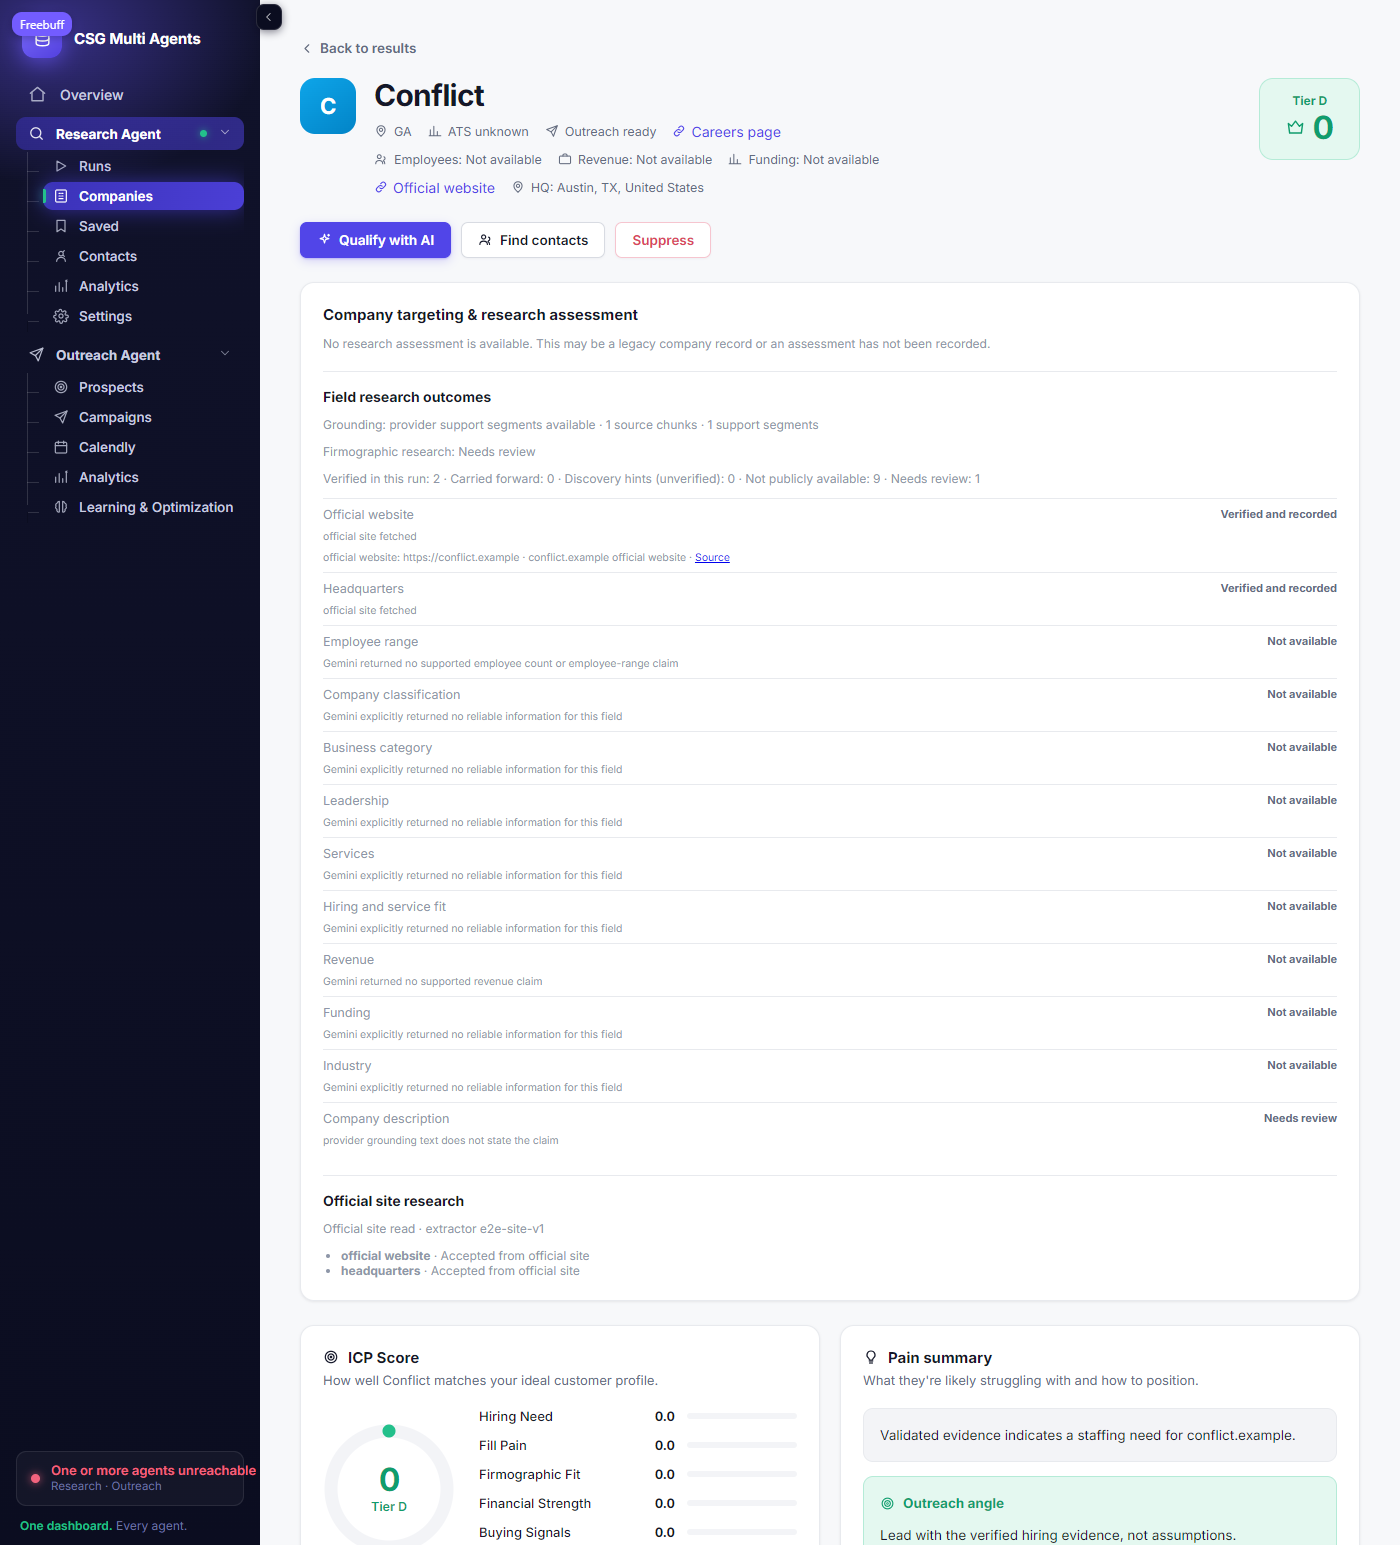 Freebuff
CSG Multi Agents
Overview
Research Agent
Runs
Companies
Saved
Contacts
Analytics
Settings
Outreach Agent
Prospects
Campaigns
Calendly
Analytics
Learning & Optimization
One or more agents unreachable
Research · Outreach
One dashboard. Every agent.
Back to results
C
Conflict
GA ATS unknown Outreach ready Careers page
Employees: Not available Revenue: Not available Funding: Not available
Official website HQ: Austin, TX, United States
Tier D
0
Qualify with AI Find contacts Suppress
Company targeting & research assessment
No research assessment is available. This may be a legacy company record or an assessment has not been recorded.
Field research outcomes
Grounding: provider support segments available · 1 source chunks · 1 support segments
Firmographic research: Needs review
Verified in this run: 2 · Carried forward: 0 · Discovery hints (unverified): 0 · Not publicly available: 9 · Needs review: 1
Official website Verified and recorded
official site fetched
official website: https://conflict.example · conflict.example official website · Source
Headquarters Verified and recorded
official site fetched
Employee range Not available
Gemini returned no supported employee count or employee-range claim
Company classification Not available
Gemini explicitly returned no reliable information for this field
Business category Not available
Gemini explicitly returned no reliable information for this field
Leadership Not available
Gemini explicitly returned no reliable information for this field
Services Not available
Gemini explicitly returned no reliable information for this field
Hiring and service fit Not available
Gemini explicitly returned no reliable information for this field
Revenue Not available
Gemini returned no supported revenue claim
Funding Not available
Gemini explicitly returned no reliable information for this field
Industry Not available
Gemini explicitly returned no reliable information for this field
Company description Needs review
provider grounding text does not state the claim
Official site research
Official site read · extractor e2e-site-v1
• official website · Accepted from official site
• headquarters · Accepted from official site
ICP Score
How well Conflict matches your ideal customer profile.
0
Tier D
Hiring Need 0.0
Fill Pain 0.0
Firmographic Fit 0.0
Financial Strength 0.0
Buying Signals 0.0
Pain summary
What they're likely struggling with and how to position.
Validated evidence indicates a staffing need for conflict.example.
Outreach angle
Lead with the verified hiring evidence, not assumptions.